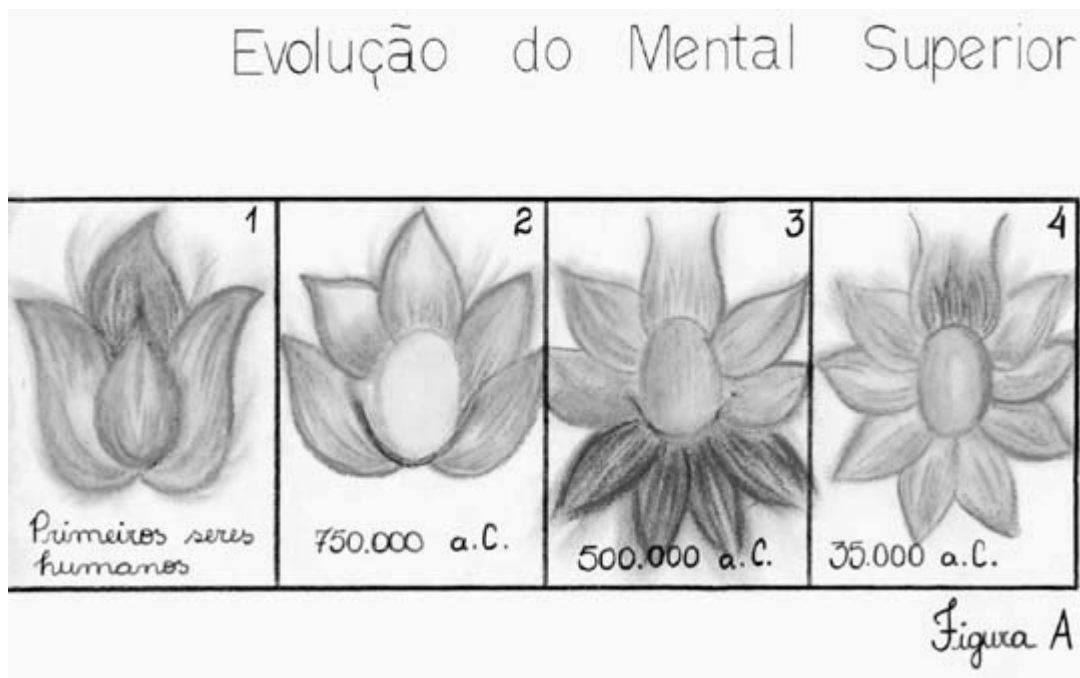 Evolução do Mental Superior
1
2
3
4
Primeiros seres
humanos
750.000 a.C.
500.000 a.C.
35.000 a.C.
Figura A